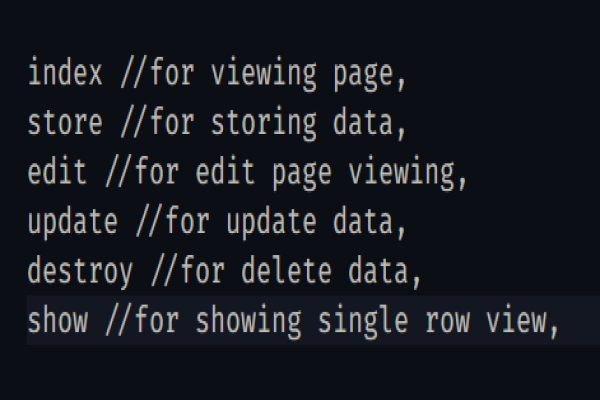 index //for viewing page,
store //for storing data,
edit //for edit page viewing,
update //for update data,
destroy //for delete data,
show //for showing single row view,